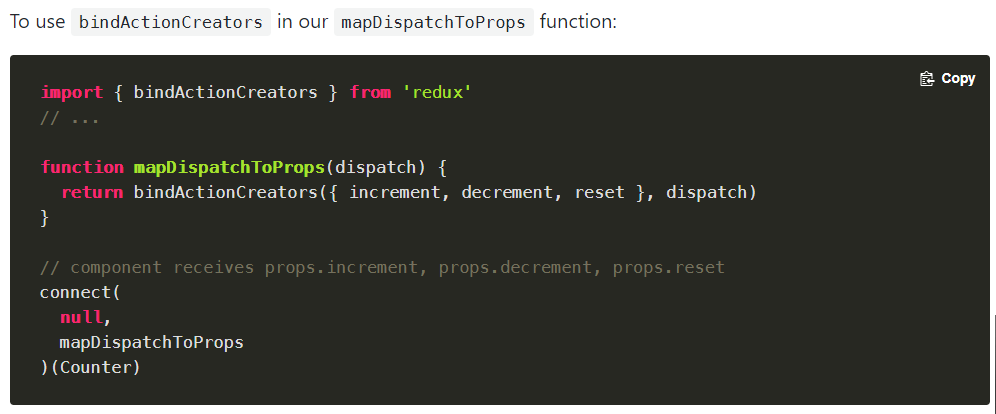 To use bindActionCreators in our mapDispatchToProps function:
Copy
import { bindActionCreators } from 'redux'
// ...
function mapDispatchToProps(dispatch) {
  return bindActionCreators({ increment, decrement, reset }, dispatch)
}
// component receives props.increment, props.decrement, props.reset
connect(
  null,
  mapDispatchToProps
)(Counter)